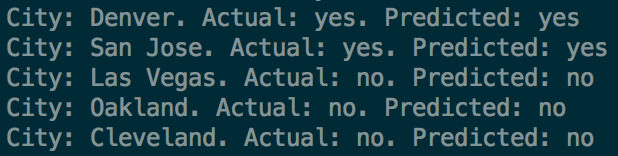 City: Denver. Actual: yes. Predicted: yes
City: San Jose. Actual: yes. Predicted: yes
City: Las Vegas. Actual: no. Predicted: no
City: Oakland. Actual: no. Predicted: no
City: Cleveland. Actual: no. Predicted: no